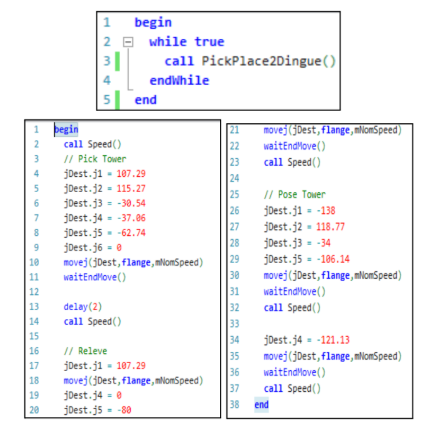 1 begin
2 while true
3 call PickPlace2Dingue()
4 endWhile
5 end
1 begin
2 call Speed()
3 // Pick Tower
4 jDest.j1 = 107.29
5 jDest.j2 = 115.27
6 jDest.j3 = -30.54
7 jDest.j4 = -37.06
8 jDest.j5 = -62.74
9 jDest.j6 = 0
10 movej(jDest,flange,mNomSpeed)
11 waitEndMove()
12
13 delay(2)
14 call Speed()
15
16 // Releve
17 jDest.j1 = 107.29
18 movej(jDest,flange,mNomSpeed)
19 jDest.j4 = 0
20 jDest.j5 = -80
21 movej(jDest,flange,mNomSpeed)
22 waitEndMove()
23 call Speed()
24
25 // Pose Tower
26 jDest.j1 = -138
27 jDest.j2 = 118.77
28 jDest.j3 = -34
29 jDest.j5 = -106.14
30 movej(jDest,flange,mNomSpeed)
31 waitEndMove()
32 call Speed()
33
34 jDest.j4 = -121.13
35 movej(jDest,flange,mNomSpeed)
36 waitEndMove()
37 call Speed()
38 end